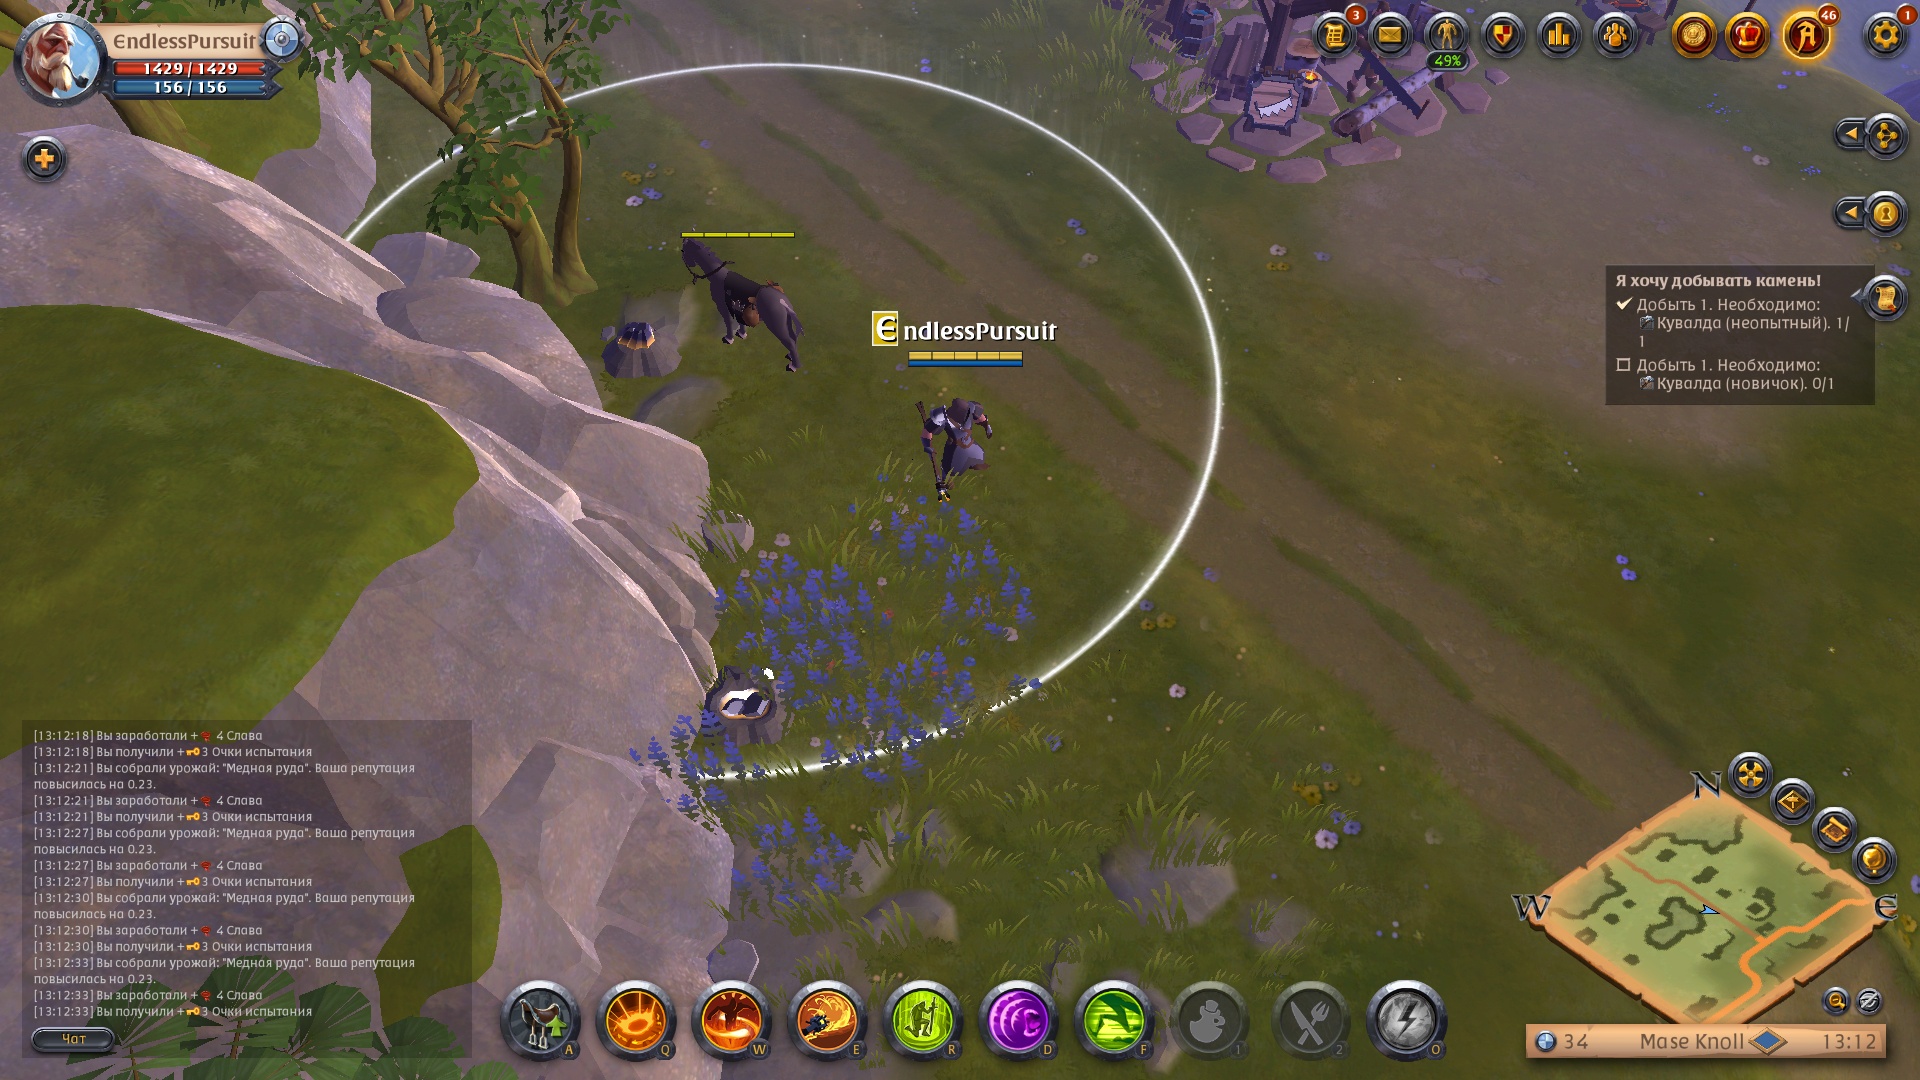 EndlessPursuit
1429 / 1429
156 / 156
3
49%
46
1
EndlessPursuit
Я хочу добывать камень!
Добыть 1. Необходимо:
Кувалда (неопытный). 1/
1
Добыть 1. Необходимо:
Кувалда (новичок). 0/1
[13:12:18] Вы заработали + 4 Слава
[13:12:18] Вы получили +3 Очки испытания
[13:12:21] Вы собрали урожай: "Медная руда". Ваша репутация
повысилась на 0.23.
[13:12:21] Вы заработали + 4 Слава
[13:12:21] Вы получили +3 Очки испытания
[13:12:27] Вы собрали урожай: "Медная руда". Ваша репутация
повысилась на 0.23.
[13:12:27] Вы заработали + 4 Слава
[13:12:27] Вы получили +3 Очки испытания
[13:12:30] Вы собрали урожай: "Медная руда". Ваша репутация
повысилась на 0.23.
[13:12:30] Вы заработали + 4 Слава
[13:12:30] Вы получили +3 Очки испытания
[13:12:33] Вы собрали урожай: "Медная руда". Ваша репутация
повысилась на 0.23.
[13:12:33] Вы заработали + 4 Слава
[13:12:33] Вы получили +3 Очки испытания
Чат
A Q W E R D F 1 2 O
N
W
E
34 Mase Knoll 13:12